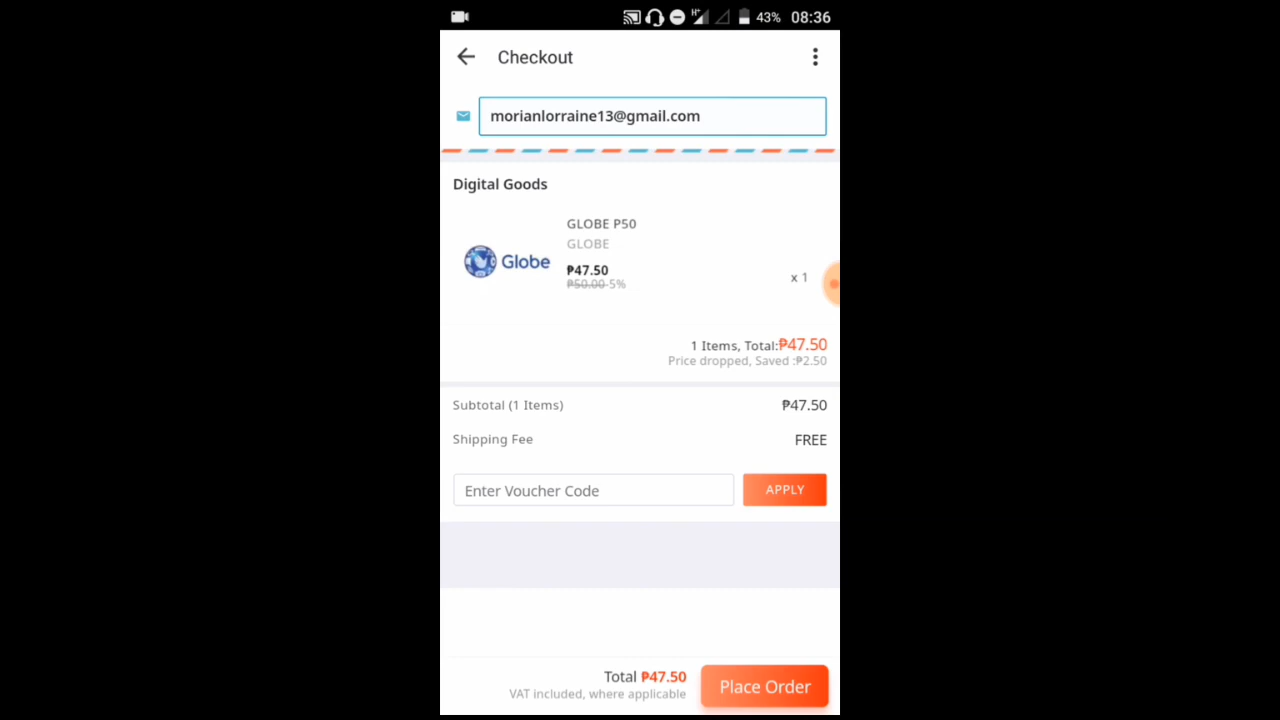 H+ 43% 08:36
Checkout
morianlorraine13@gmail.com
Digital Goods
GLOBE P50
GLOBE
Globe
₱47.50
₱50.00-5%
x 1
1 Items, Total:₱47.50
Price dropped, Saved :₱2.50
Subtotal (1 Items) ₱47.50
Shipping Fee FREE
Enter Voucher Code APPLY
Total ₱47.50
VAT included, where applicable
Place Order